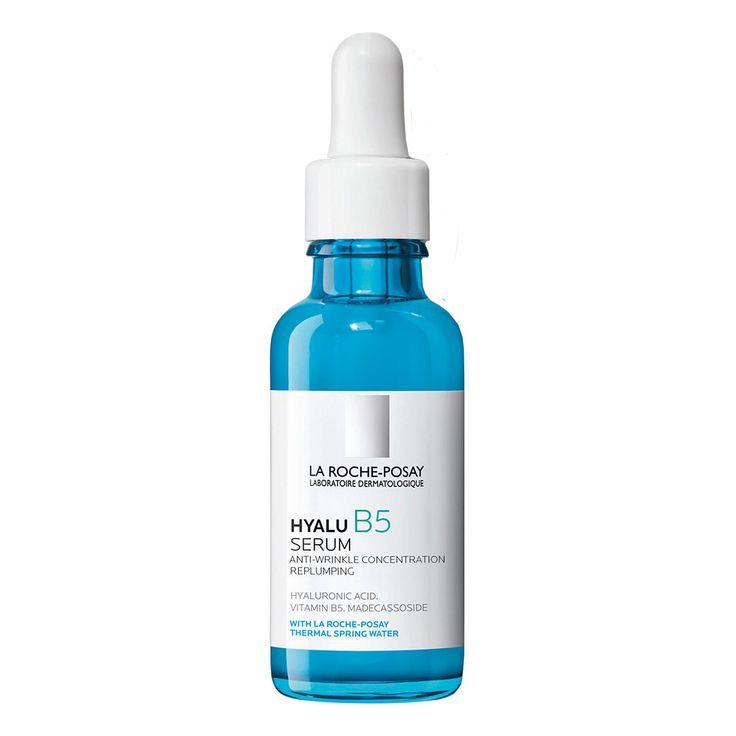 LA ROCHE-POSAY
LABORATOIRE DERMATOLOGIQUE
HYALU B5
SERUM
ANTI-WRINKLE CONCENTRATION
REPLUMPING
HYALURONIC ACID.
VITAMIN B5. MADECASSOSIDE
WITH LA ROCHE-POSAY
THERMAL SPRING WATER